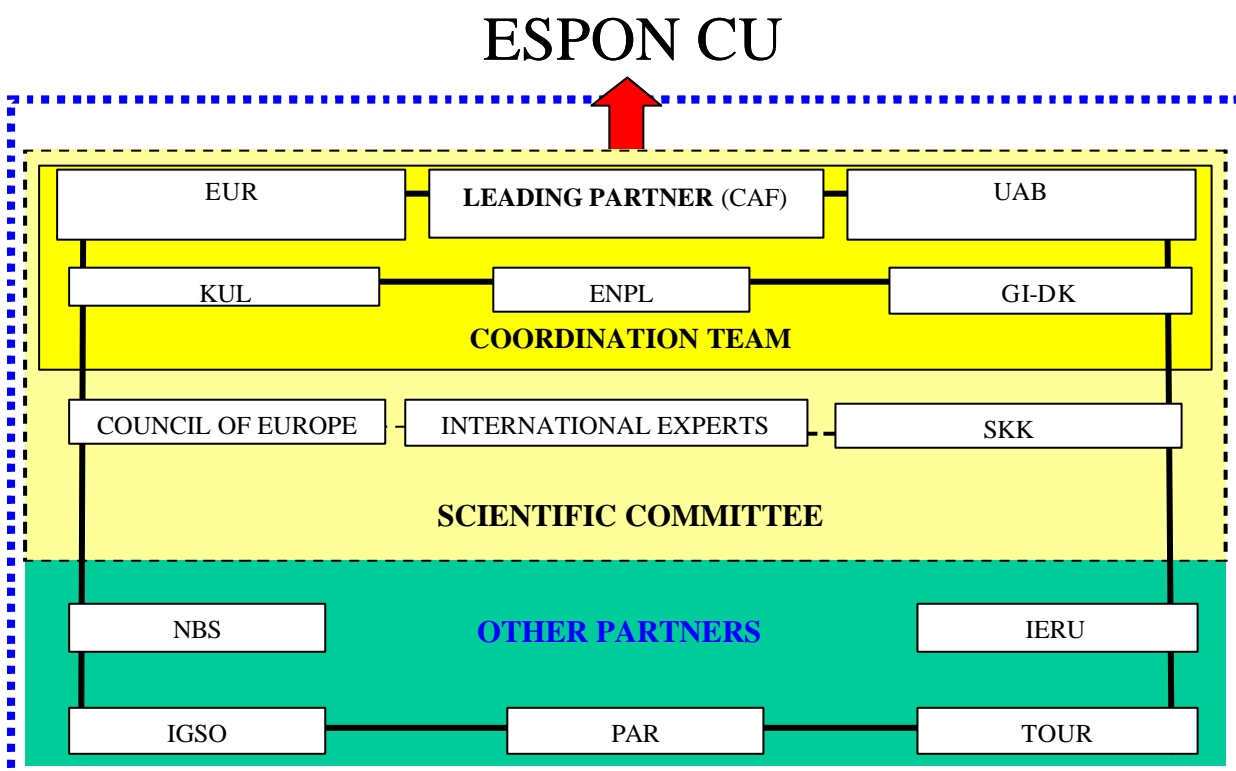 ESPON CU
EUR
LEADING PARTNER (CAF)
UAB
KUL
ENPL
GI-DK
COORDINATION TEAM
COUNCIL OF EUROPE
INTERNATIONAL EXPERTS
SKK
SCIENTIFIC COMMITTEE
NBS
OTHER PARTNERS
IERU
IGSO
PAR
TOUR